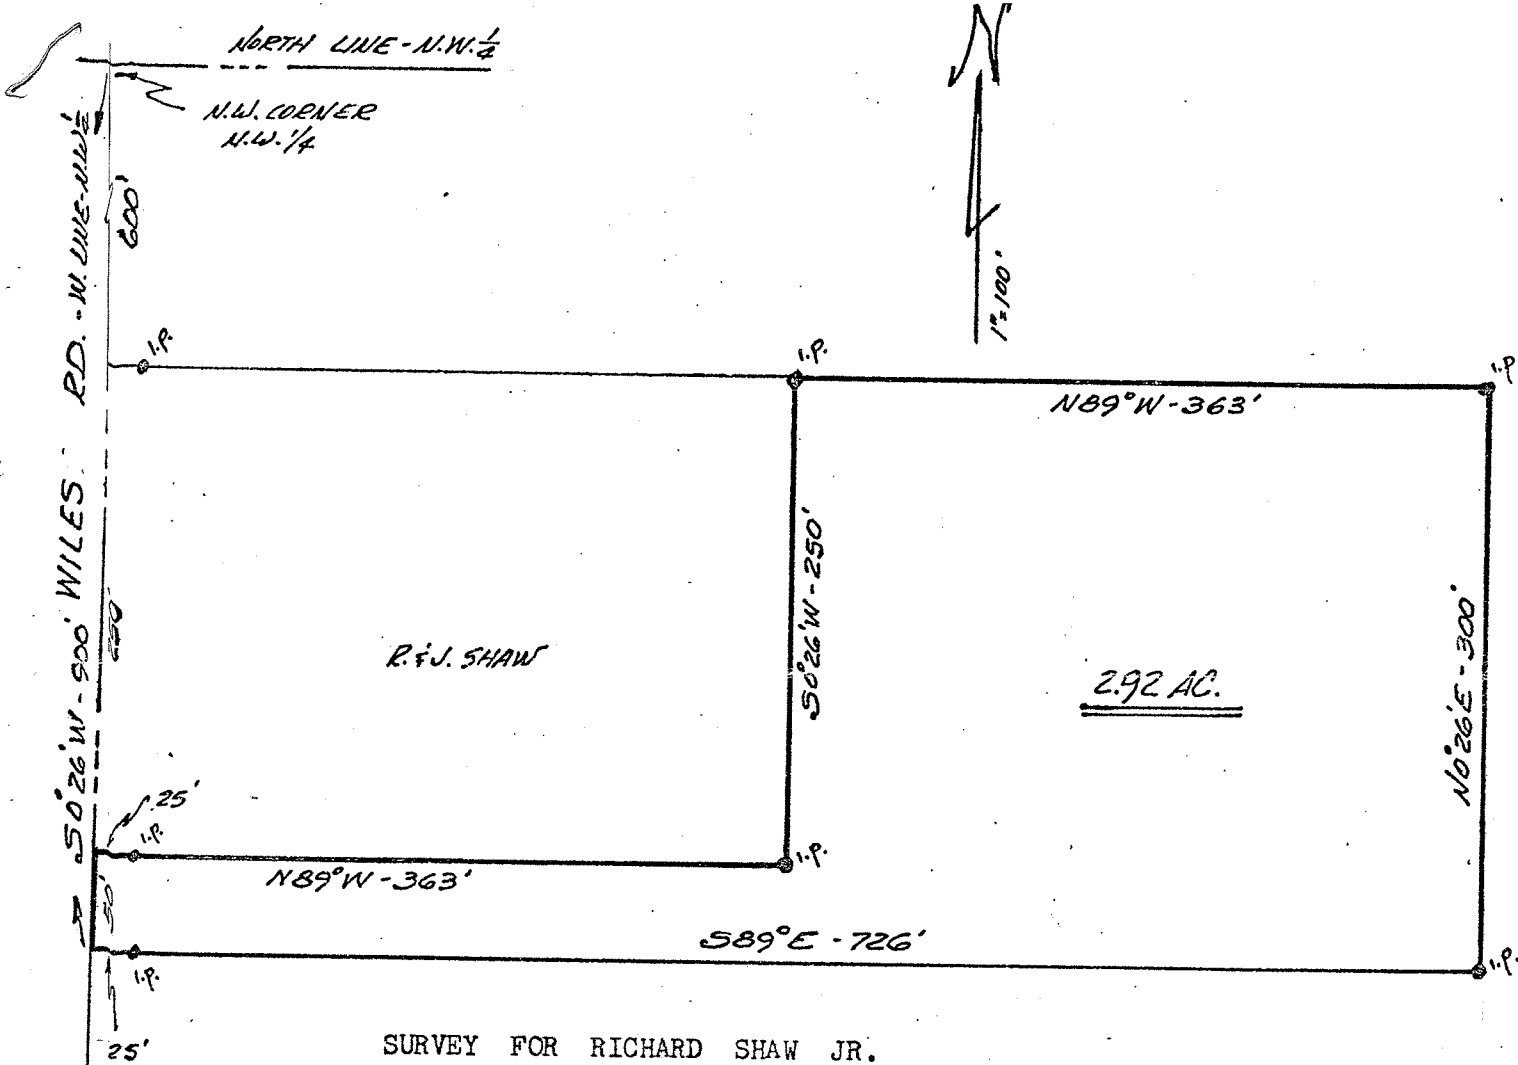 N
NORTH LINE - N.W. 1/4
N.W. CORNER
N.W. 1/4
600'
1"=100'
I.P.
I.P.
I.P.
N89°W - 363'
S0°26'W - 900' WILES RD. - W. LINE - N.W. 1/4
250'
S0°26'W - 250'
R. & J. SHAW
2.92 AC.
N0°26'E - 300'
25'
I.P.
I.P.
N89°W - 363'
50'
S89°E - 726'
I.P.
I.P.
25'
SURVEY FOR RICHARD SHAW JR.